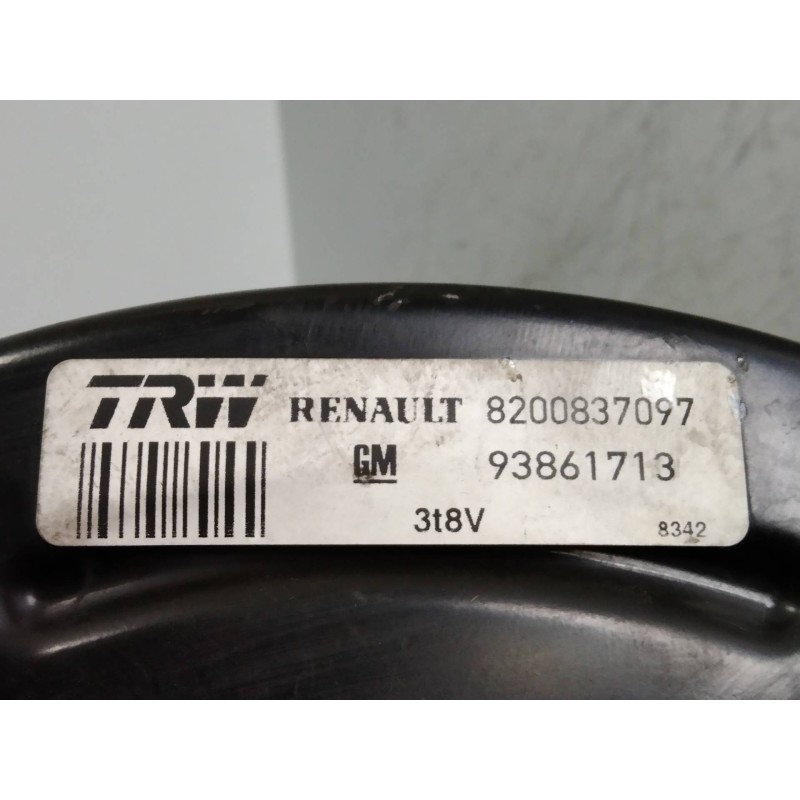 TRW RENAULT 8200837097
GM 93861713
3t8V 8342